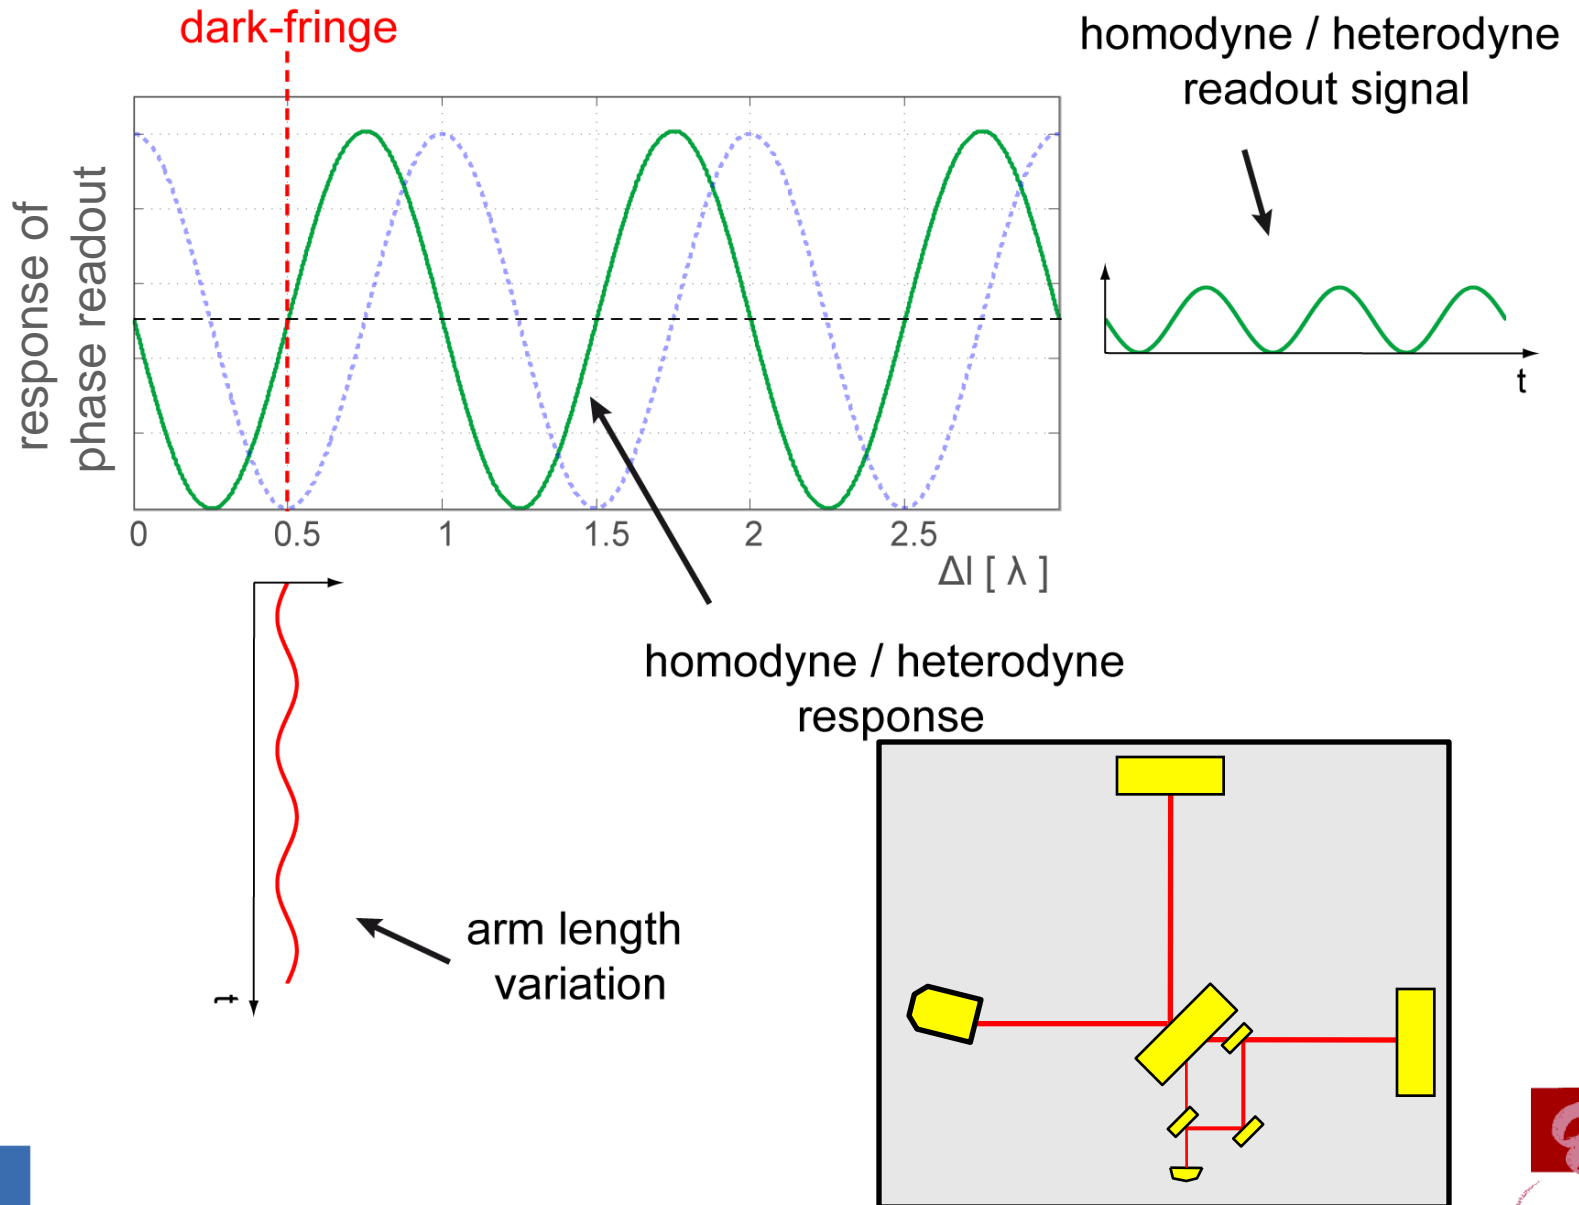 dark-fringe
homodyne / heterodyne
readout signal
response of
phase readout
0
0.5
1
1.5
2
2.5
Δl [ λ ]
t
homodyne / heterodyne
response
arm length
variation
t